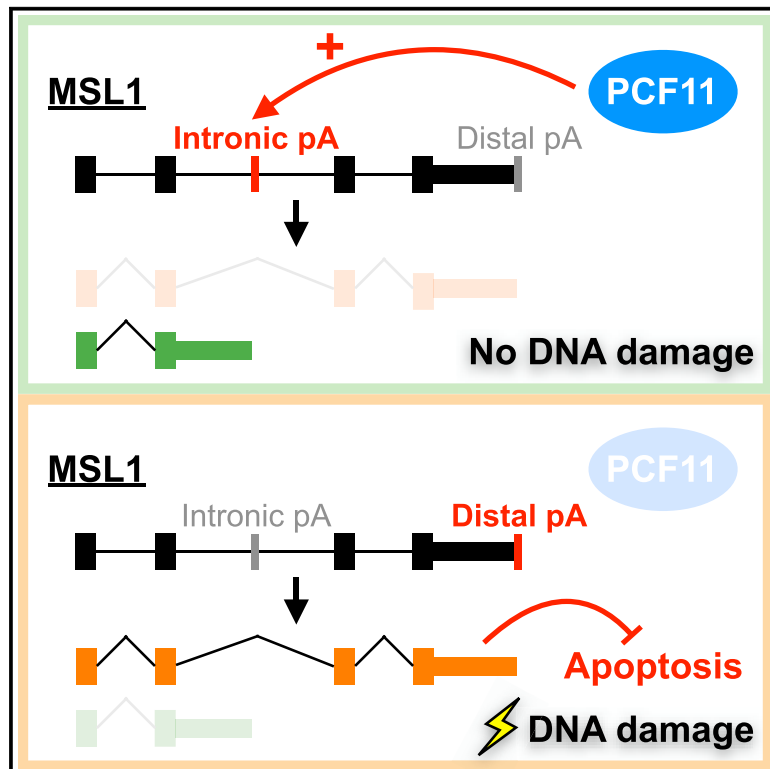 +
PCF11
MSL1
Intronic pA
Distal pA
No DNA damage
PCF11
MSL1
Intronic pA
Distal pA
Apoptosis
DNA damage